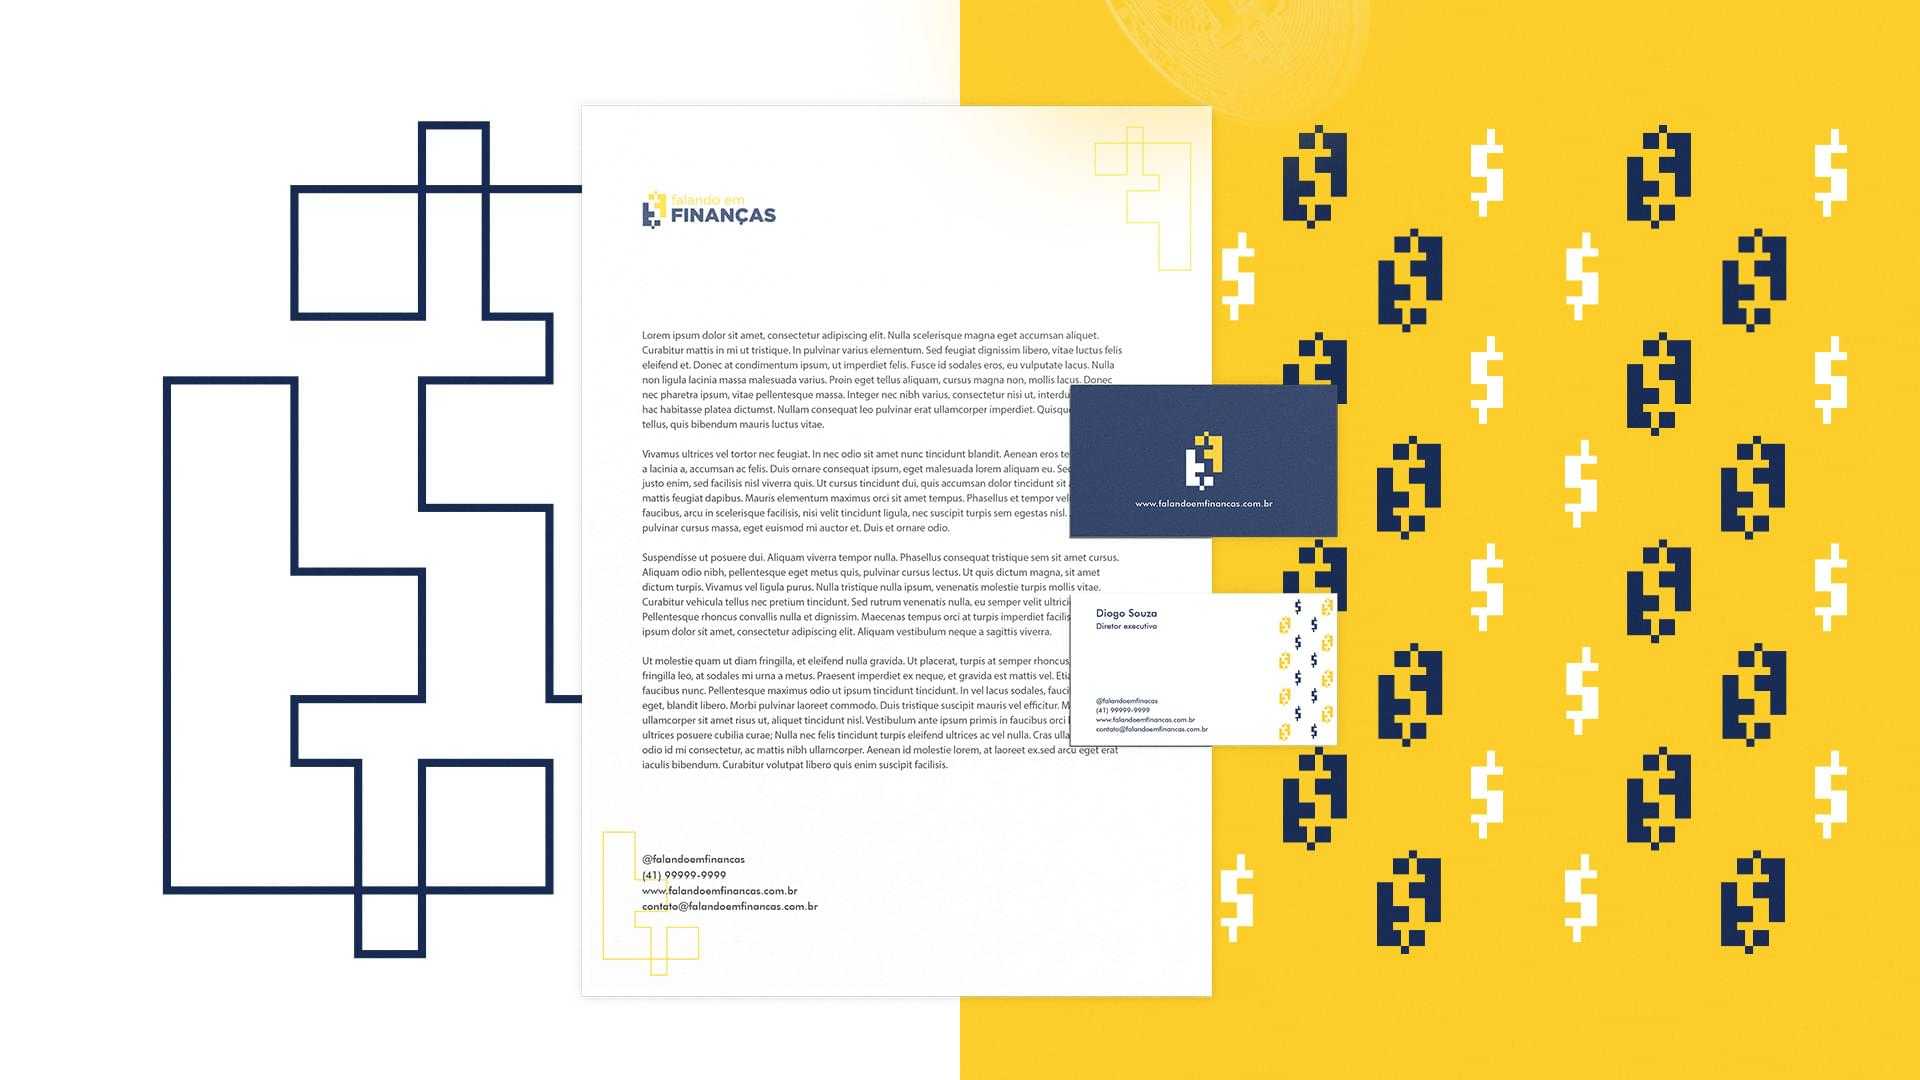 falando em
FINANÇAS
Lorem ipsum dolor sit amet, consectetur adipiscing elit. Nulla scelerisque magna eget accumsan aliquet.
Curabitur mattis in mi ut tristique. In pulvinar varius elementum. Sed feugiat dignissim libero, vitae luctus felis
eleifend et. Donec at condimentum ipsum, ut imperdiet felis. Fusce id sodales eros, eu vulputate lacus. Nulla
non ligula lacinia massa malesuada varius. Proin eget tellus aliquam, cursus magna non, mollis lacus. Donec
nec pharetra ipsum, vitae pellentesque massa. Integer nec nibh varius, consectetur nisi ut,
hac habitasse platea dictumst. Nullam consequat leo pulvinar erat ullamcorper imperdiet.
tellus, quis bibendum mauris luctus vitae.
Vivamus ultrices vel tortor nec feugiat. In nec odio sit amet nunc tincidunt blandit. Aenean eros
a lacinia a, accumsan ac felis. Duis ornare consequat ipsum, eget malesuada lorem aliquam eu.
justo enim, sed facilisis nisl viverra quis. Ut cursus tincidunt dui, quis accumsan dolor tincidunt sit
mattis feugiat dapibus. Mauris elementum maximus orci sit amet tempus. Phasellus et tempor
faucibus, arcu in scelerisque facilisis, nisi velit tincidunt ligula, nec suscipit turpis sem egestas nisl.
pulvinar cursus massa, eget euismod mi auctor et. Duis et ornare odio.
Suspendisse ut posuere dui. Aliquam viverra tempor nulla. Phasellus consequat tristique sem sit amet cursus.
Aliquam odio nibh, pellentesque eget metus quis, pulvinar cursus lectus. Ut quis dictum magna, sit amet
dictum turpis. Vivamus vel ligula purus. Nulla tristique nulla ipsum, venenatis molestie turpis mollis vitae.
Curabitur vehicula tellus nec pretium tincidunt. Sed rutrum venenatis nulla, eu semper velit
Pellentesque rhoncus convallis nulla et dignissim. Maecenas tempus orci at turpis imperdiet
ipsum dolor sit amet, consectetur adipiscing elit. Aliquam vestibulum neque a sagittis viverra.
Ut molestie quam ut diam fringilla, et eleifend nulla gravida. Ut placerat, turpis at semper rhoncus
fringilla leo, at sodales mi urna a metus. Praesent imperdiet ex neque, et gravida est mattis vel.
faucibus nunc. Pellentesque maximus odio ut ipsum tincidunt tincidunt. In vel lacus sodales,
eget, blandit libero. Morbi pulvinar laoreet commodo. Duis tristique suscipit mauris vel efficitur.
ullamcorper sit amet risus ut, aliquet tincidunt nisl. Vestibulum ante ipsum primis in faucibus orci
ultrices posuere cubilia curae; Nulla nec felis tincidunt turpis eleifend ultrices ac vel nulla. Cras
odio id mi consectetur, ac mattis nibh ullamcorper. Aenean id molestie lorem, at laoreet ex.sed arcu eget erat
iaculis bibendum. Curabitur volutpat libero quis enim suscipit facilisis.
@falandoemfinancas
(41) 99999-9999
www.falandoemfinancas.com.br
contato@falandoemfinancas.com.br
www.falandoemfinancas.com.br
Diogo Souza
Diretor executivo
@falandoemfinancas
(41) 99999-9999
www.falandoemfinancas.com.br
contato@falandoemfinancas.com.br